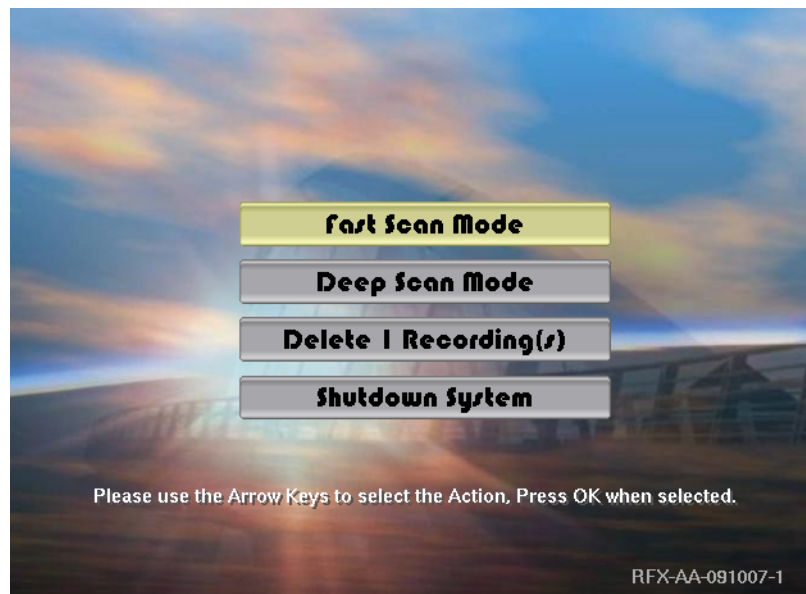 Fast Scan Mode
Deep Scan Mode
Delete 1 Recording(s)
Shutdown System
Please use the Arrow Keys to select the Action, Press OK when selected.
RFX-AA-091007-1